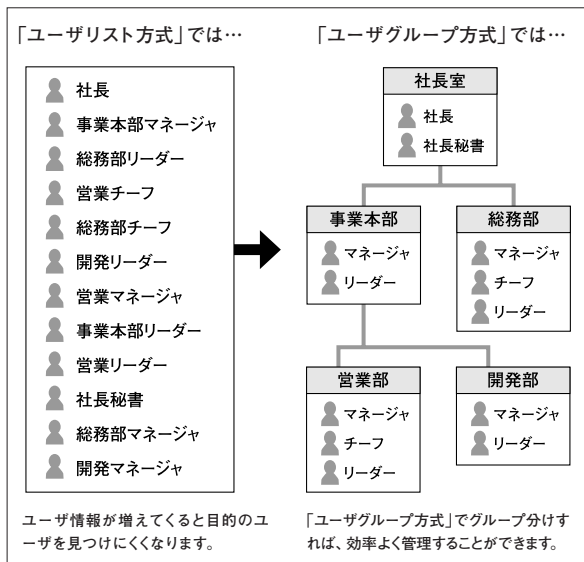 「ユーザリスト方式」では…
社長
事業本部マネージャ
総務部リーダー
営業チーフ
総務部チーフ
開発リーダー
営業マネージャ
事業本部リーダー
営業リーダー
社長秘書
総務部マネージャ
開発マネージャ
ユーザ情報が増えてくると目的のユ
ーザを見つけにくくなります。
「ユーザグループ方式」では…
社長室
社長
社長秘書
事業本部
マネージャ
リーダー
総務部
マネージャ
チーフ
リーダー
営業部
マネージャ
チーフ
リーダー
開発部
マネージャ
リーダー
「ユーザグループ方式」でグループ分けす
れば、効率よく管理することができます。